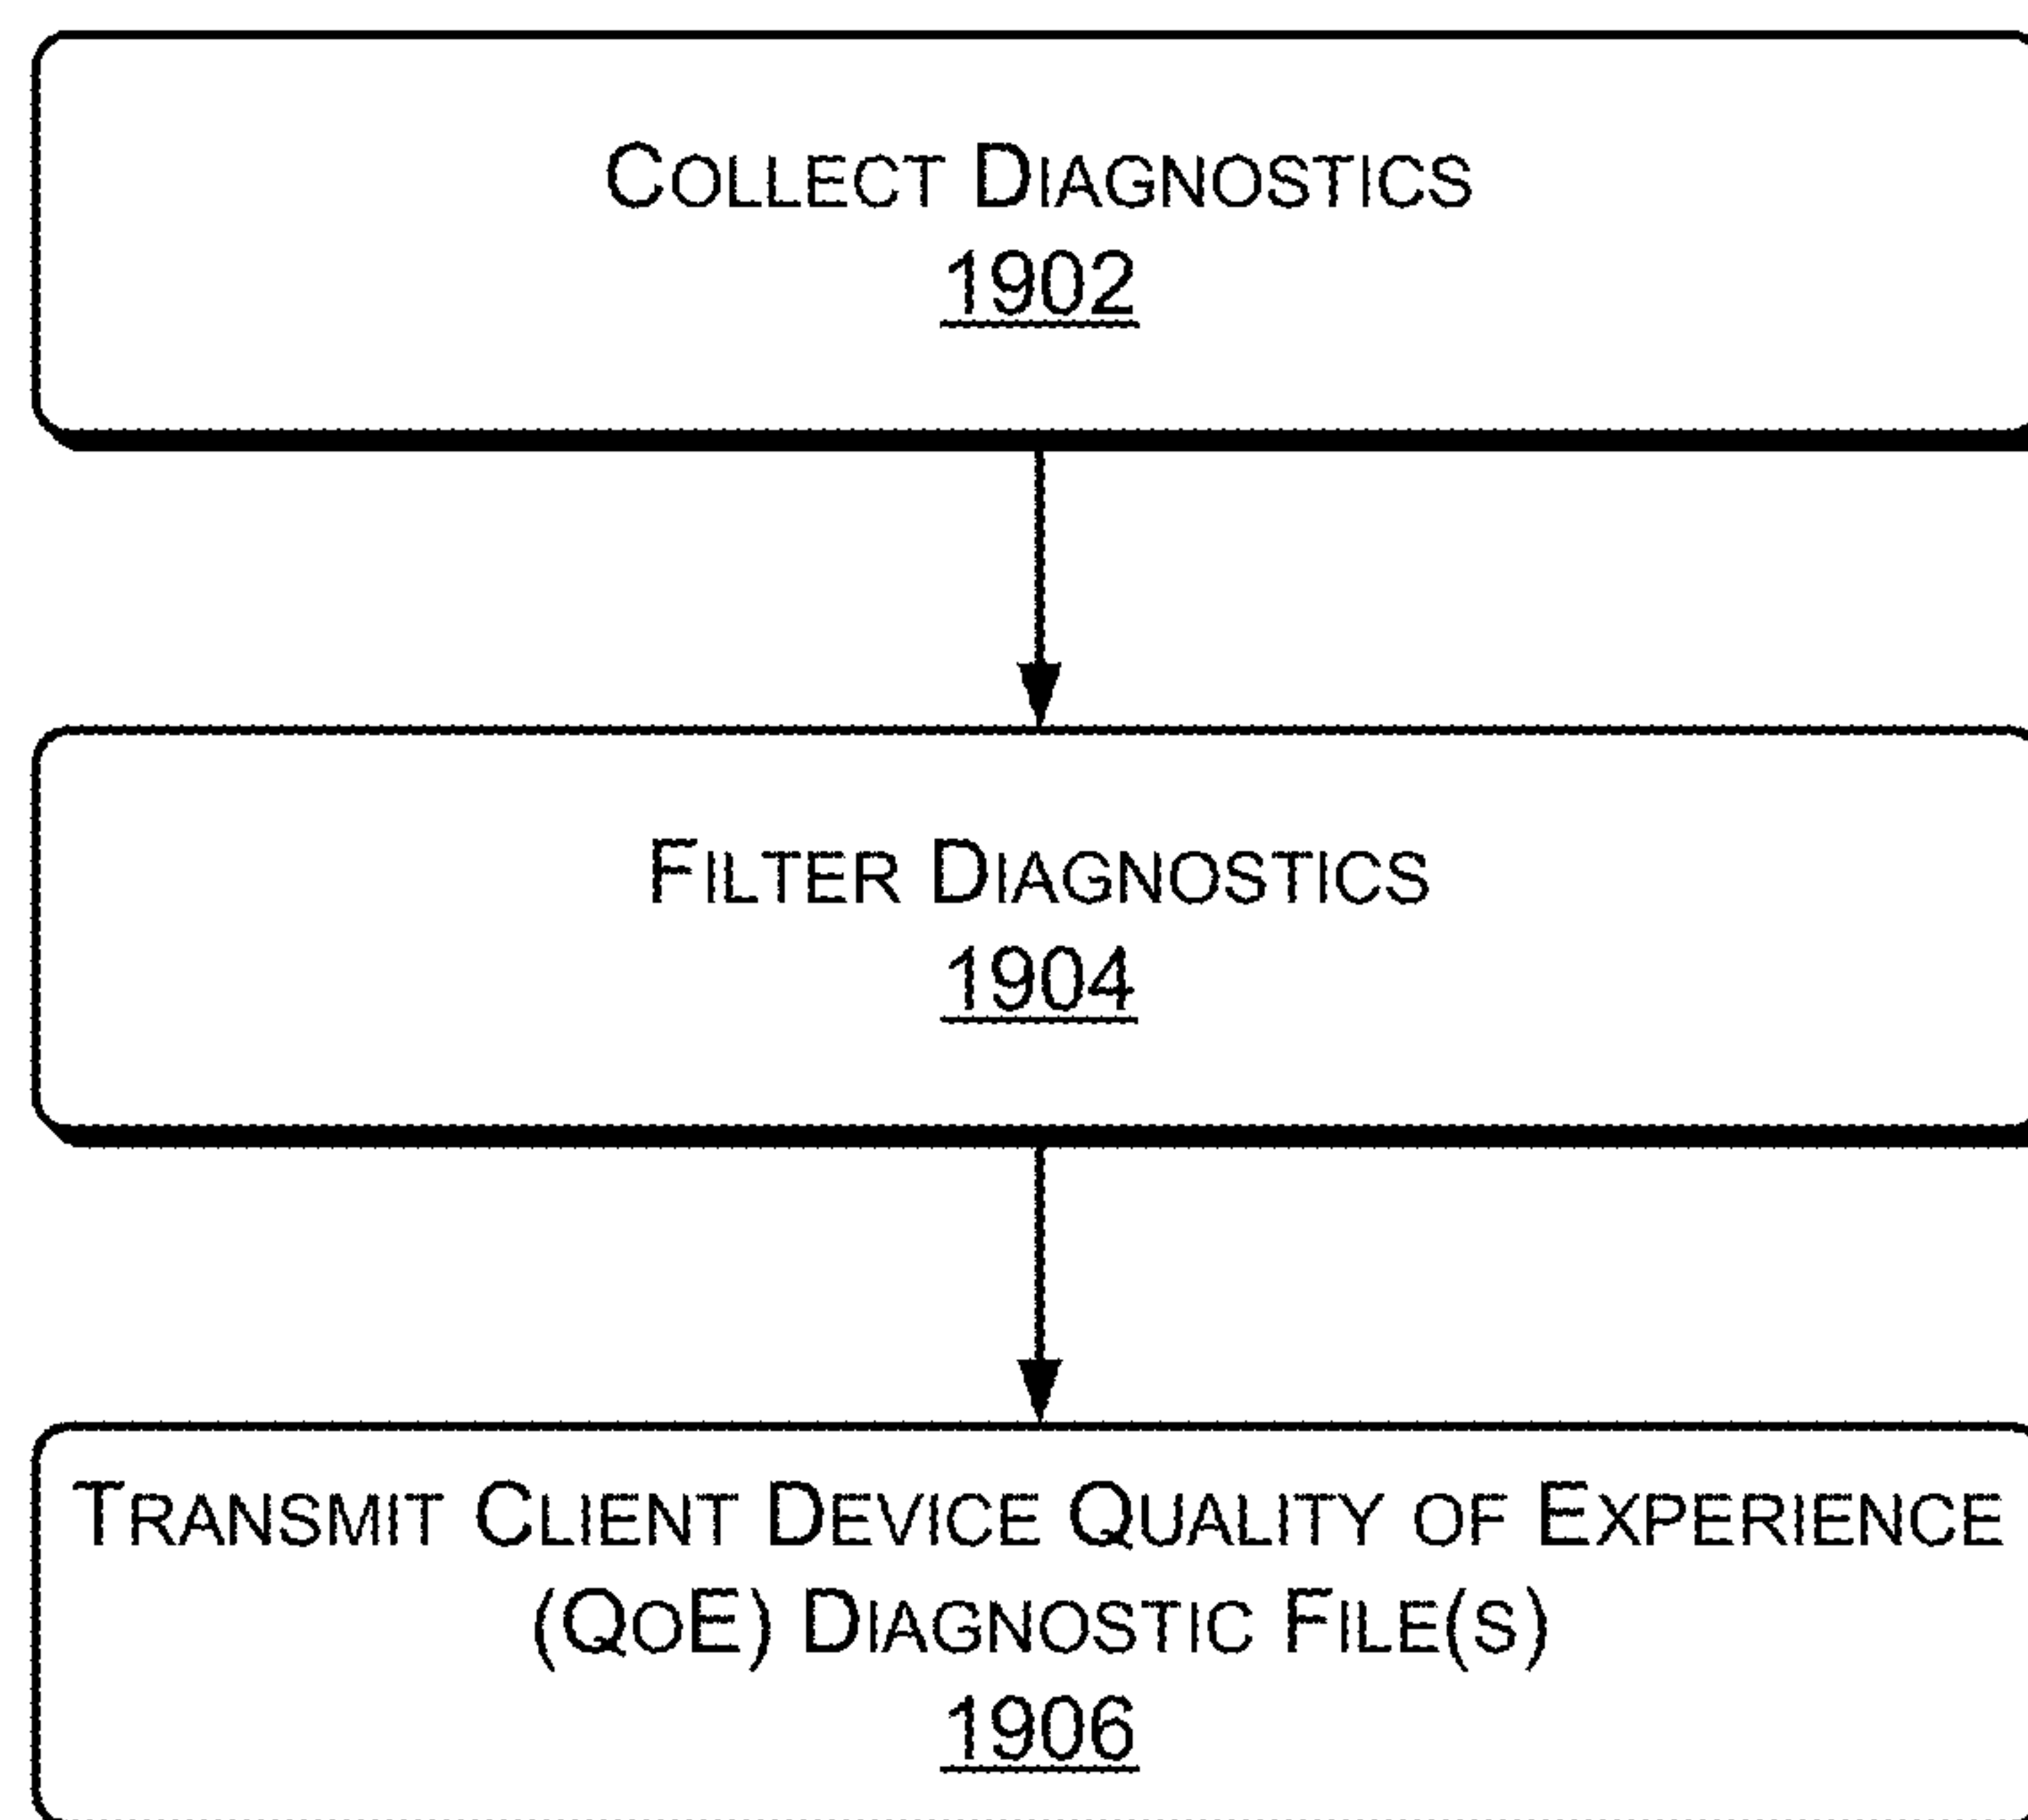 COLLECT DIAGNOSTICS
1902
FILTER DIAGNOSTICS
1904
TRANSMIT CLIENT DEVICE QUALITY OF EXPERIENCE
(QOE) DIAGNOSTIC FILE(S)
1906